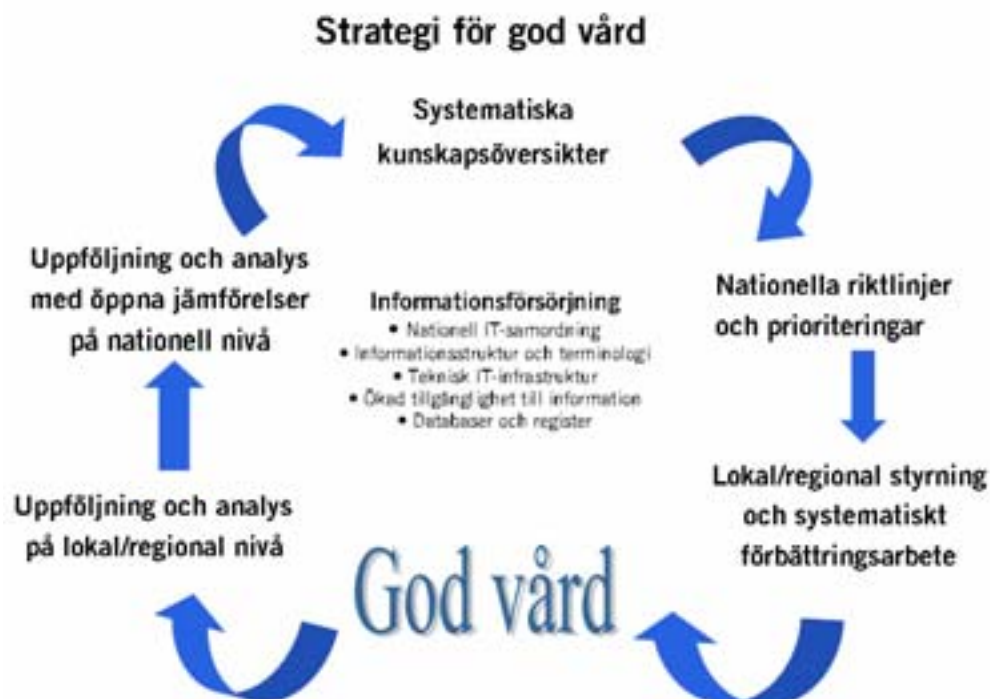 Strategi för god vård
Systematiska
kunskapsöversikter
Nationella riktlinjer
och prioriteringar
Lokal/regional styrning
och systematiskt
förbättringsarbete
God vård
Uppföljning och analys
på lokal/regional nivå
Uppföljning och analys
med öppna jämförelser
på nationell nivå
Informationsförsörjning
• Nationell IT-samordning
• Informationsstruktur och terminologi
• Teknisk IT-infrastruktur
• Ökad tillgänglighet till information
• Databaser och register